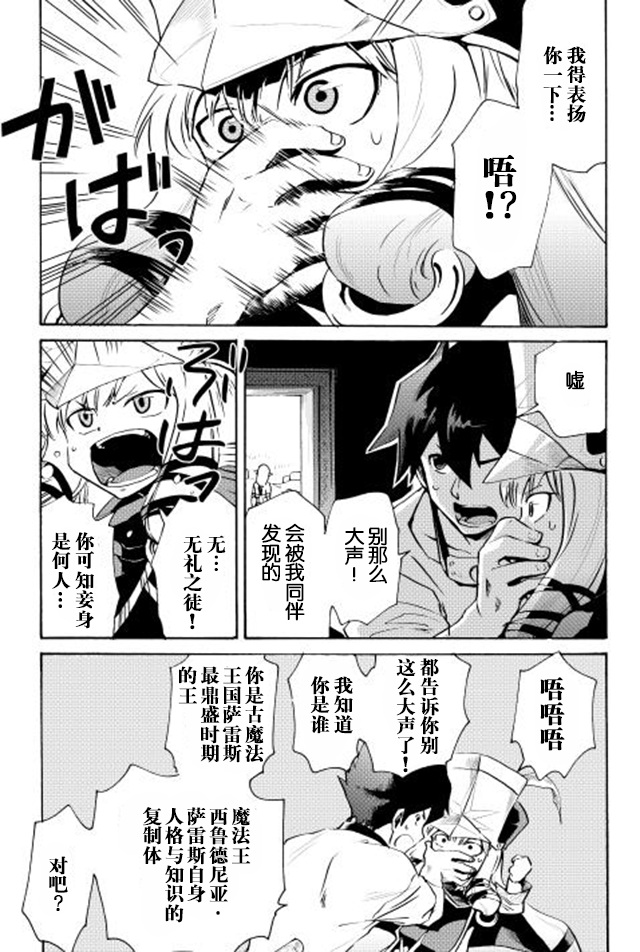 我得表扬
你一下…
唔!?
がばっ
嘘
别那么
大声!
会被我同伴
发现的
ぶはっ
无…
无礼之徒!
你可知妾身
是何人…
唔唔唔
都告诉你别
这么大声了!
我知道
你是谁
你是古魔法
王国萨雷斯
最鼎盛时期
的王
魔法王
西鲁德尼亚·
萨雷斯自身
人格与知识的
复制体
对吧?